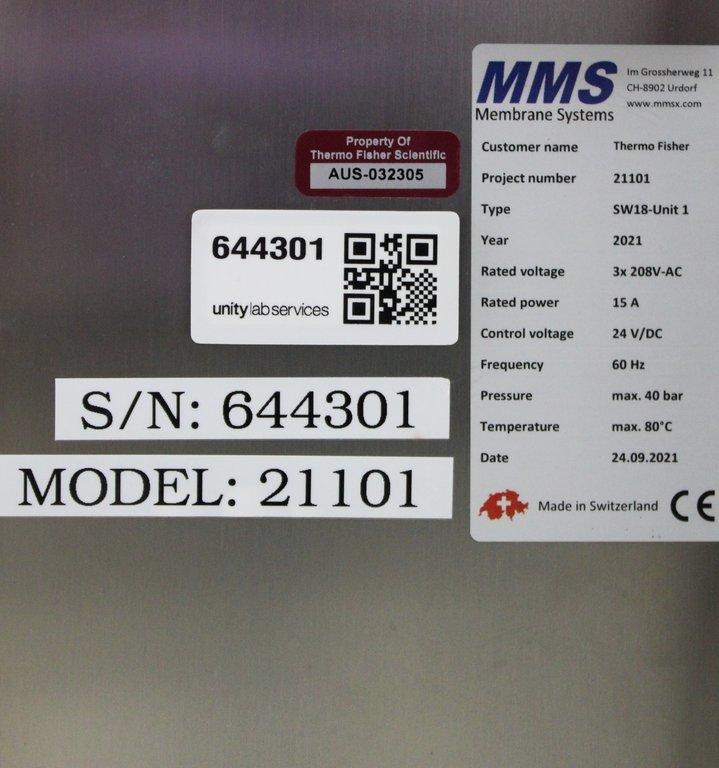 MMS
Membrane Systems
Im Grossherweg 11
CH-8902 Urdorf
www.mmsx.com
Customer name Thermo Fisher
Project number 21101
Type SW18-Unit 1
Year 2021
Rated voltage 3x 208V-AC
Rated power 15 A
Control voltage 24 V/DC
Frequency 60 Hz
Pressure max. 40 bar
Temperature max. 80°C
Date 24.09.2021
Made in Switzerland CE
Property Of
Thermo Fisher Scientific
AUS-032305
644301
unity lab services
S/N: 644301
MODEL: 21101